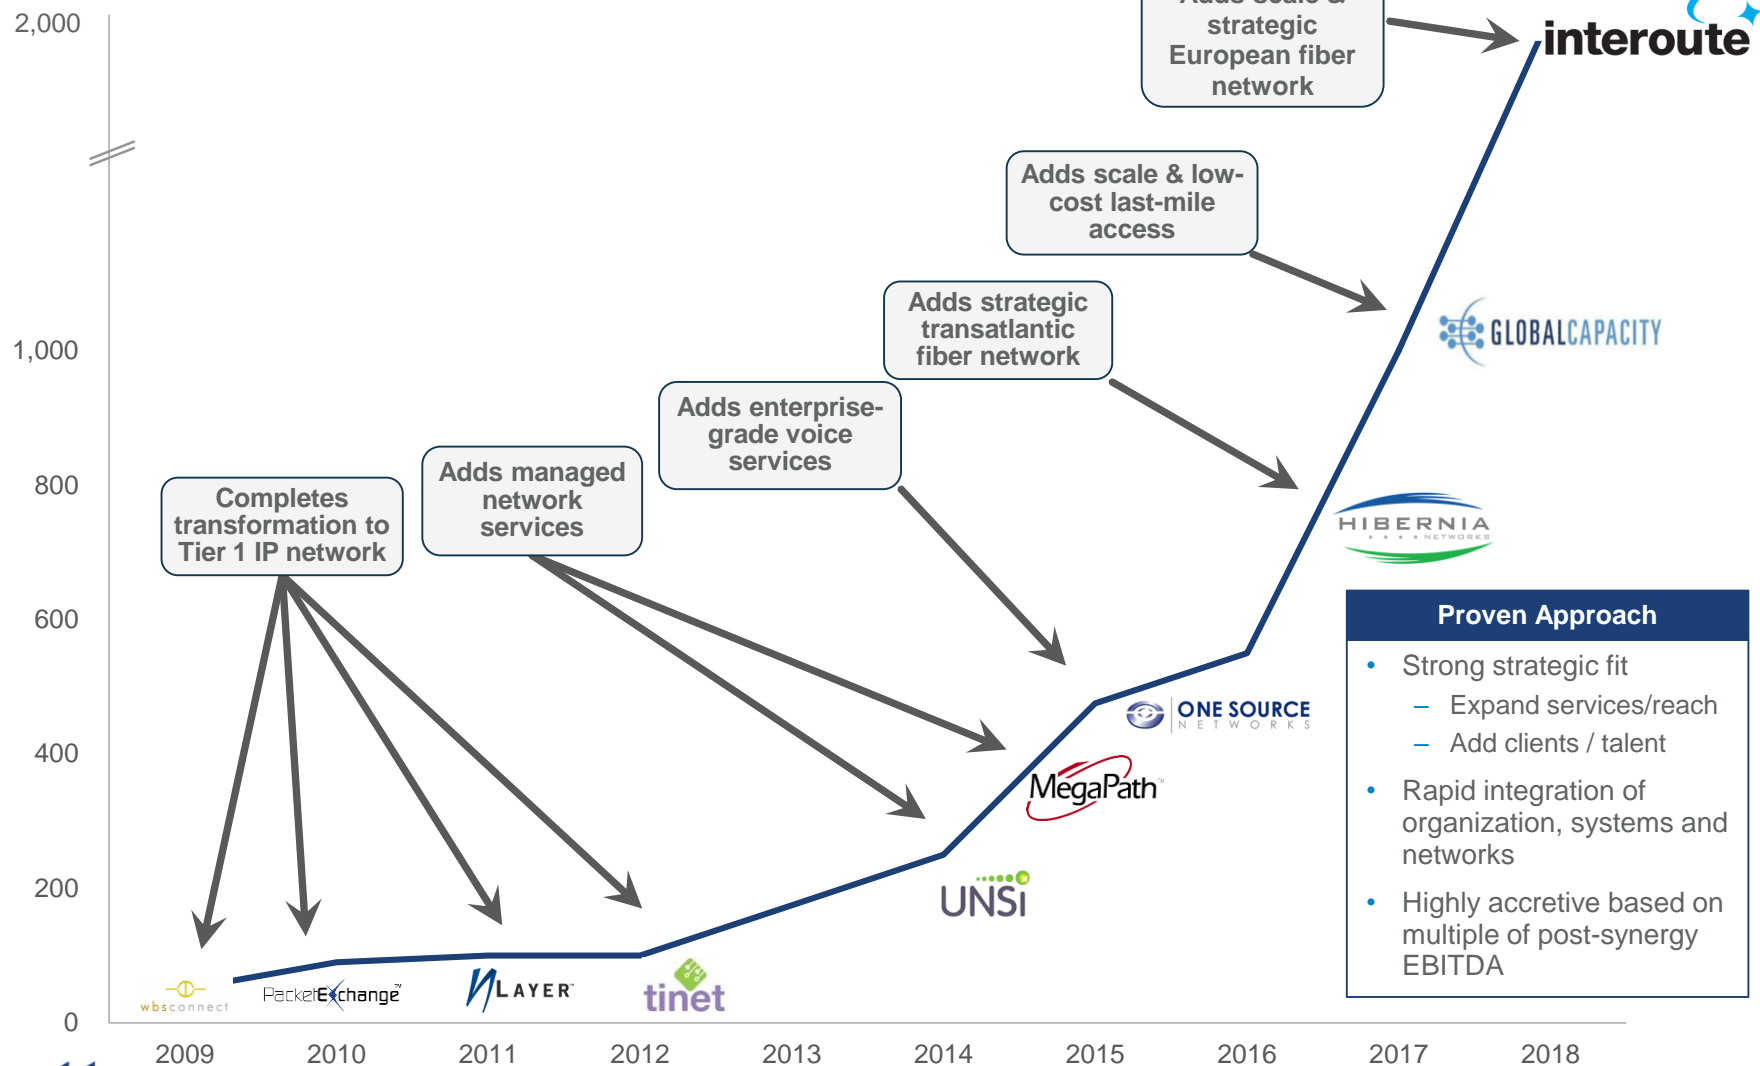 2,000
Adds scale &
strategic
European fiber
network
interoute
Adds scale & low-
cost last-mile
access
Adds strategic
transatlantic
fiber network
1,000
GLOBALCAPACITY
Adds enterprise-
grade voice
services
Adds managed
network
services
800
Completes
transformation to
Tier 1 IP network
HIBERNIA
NETWORKS
600
Proven Approach
• Strong strategic fit
– Expand services/reach
– Add clients / talent
• Rapid integration of
organization, systems and
networks
• Highly accretive based on
multiple of post-synergy
EBITDA
ONE SOURCE
NETWORKS
400
MegaPath™
200
UNSi
wbsconnect
PacketExchange™
NLAYER™
tinet
0
2009 2010 2011 2012 2013 2014 2015 2016 2017 2018